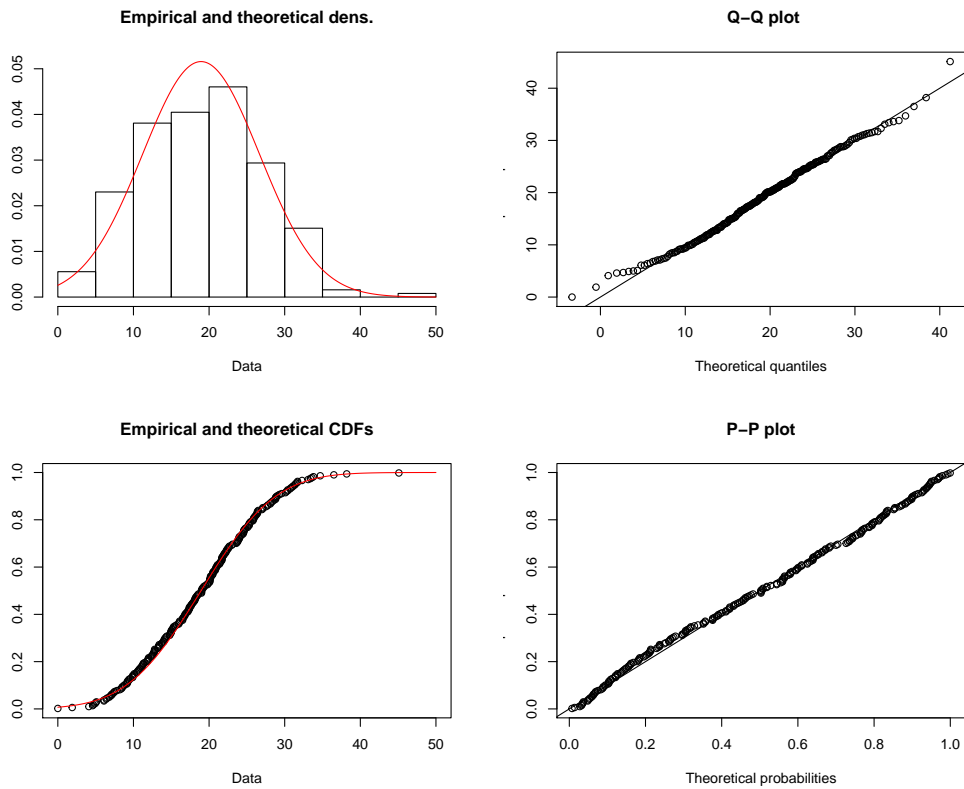 Empirical and theoretical dens.
0.00 0.01 0.02 0.03 0.04 0.05
0 10 20 30 40 50
Data
Q−Q plot
0 10 20 30 40
0 10 20 30 40
Theoretical quantiles
Empirical and theoretical CDFs
0.0 0.2 0.4 0.6 0.8 1.0
0 10 20 30 40 50
Data
P−P plot
0.0 0.2 0.4 0.6 0.8 1.0
0.0 0.2 0.4 0.6 0.8 1.0
Theoretical probabilities